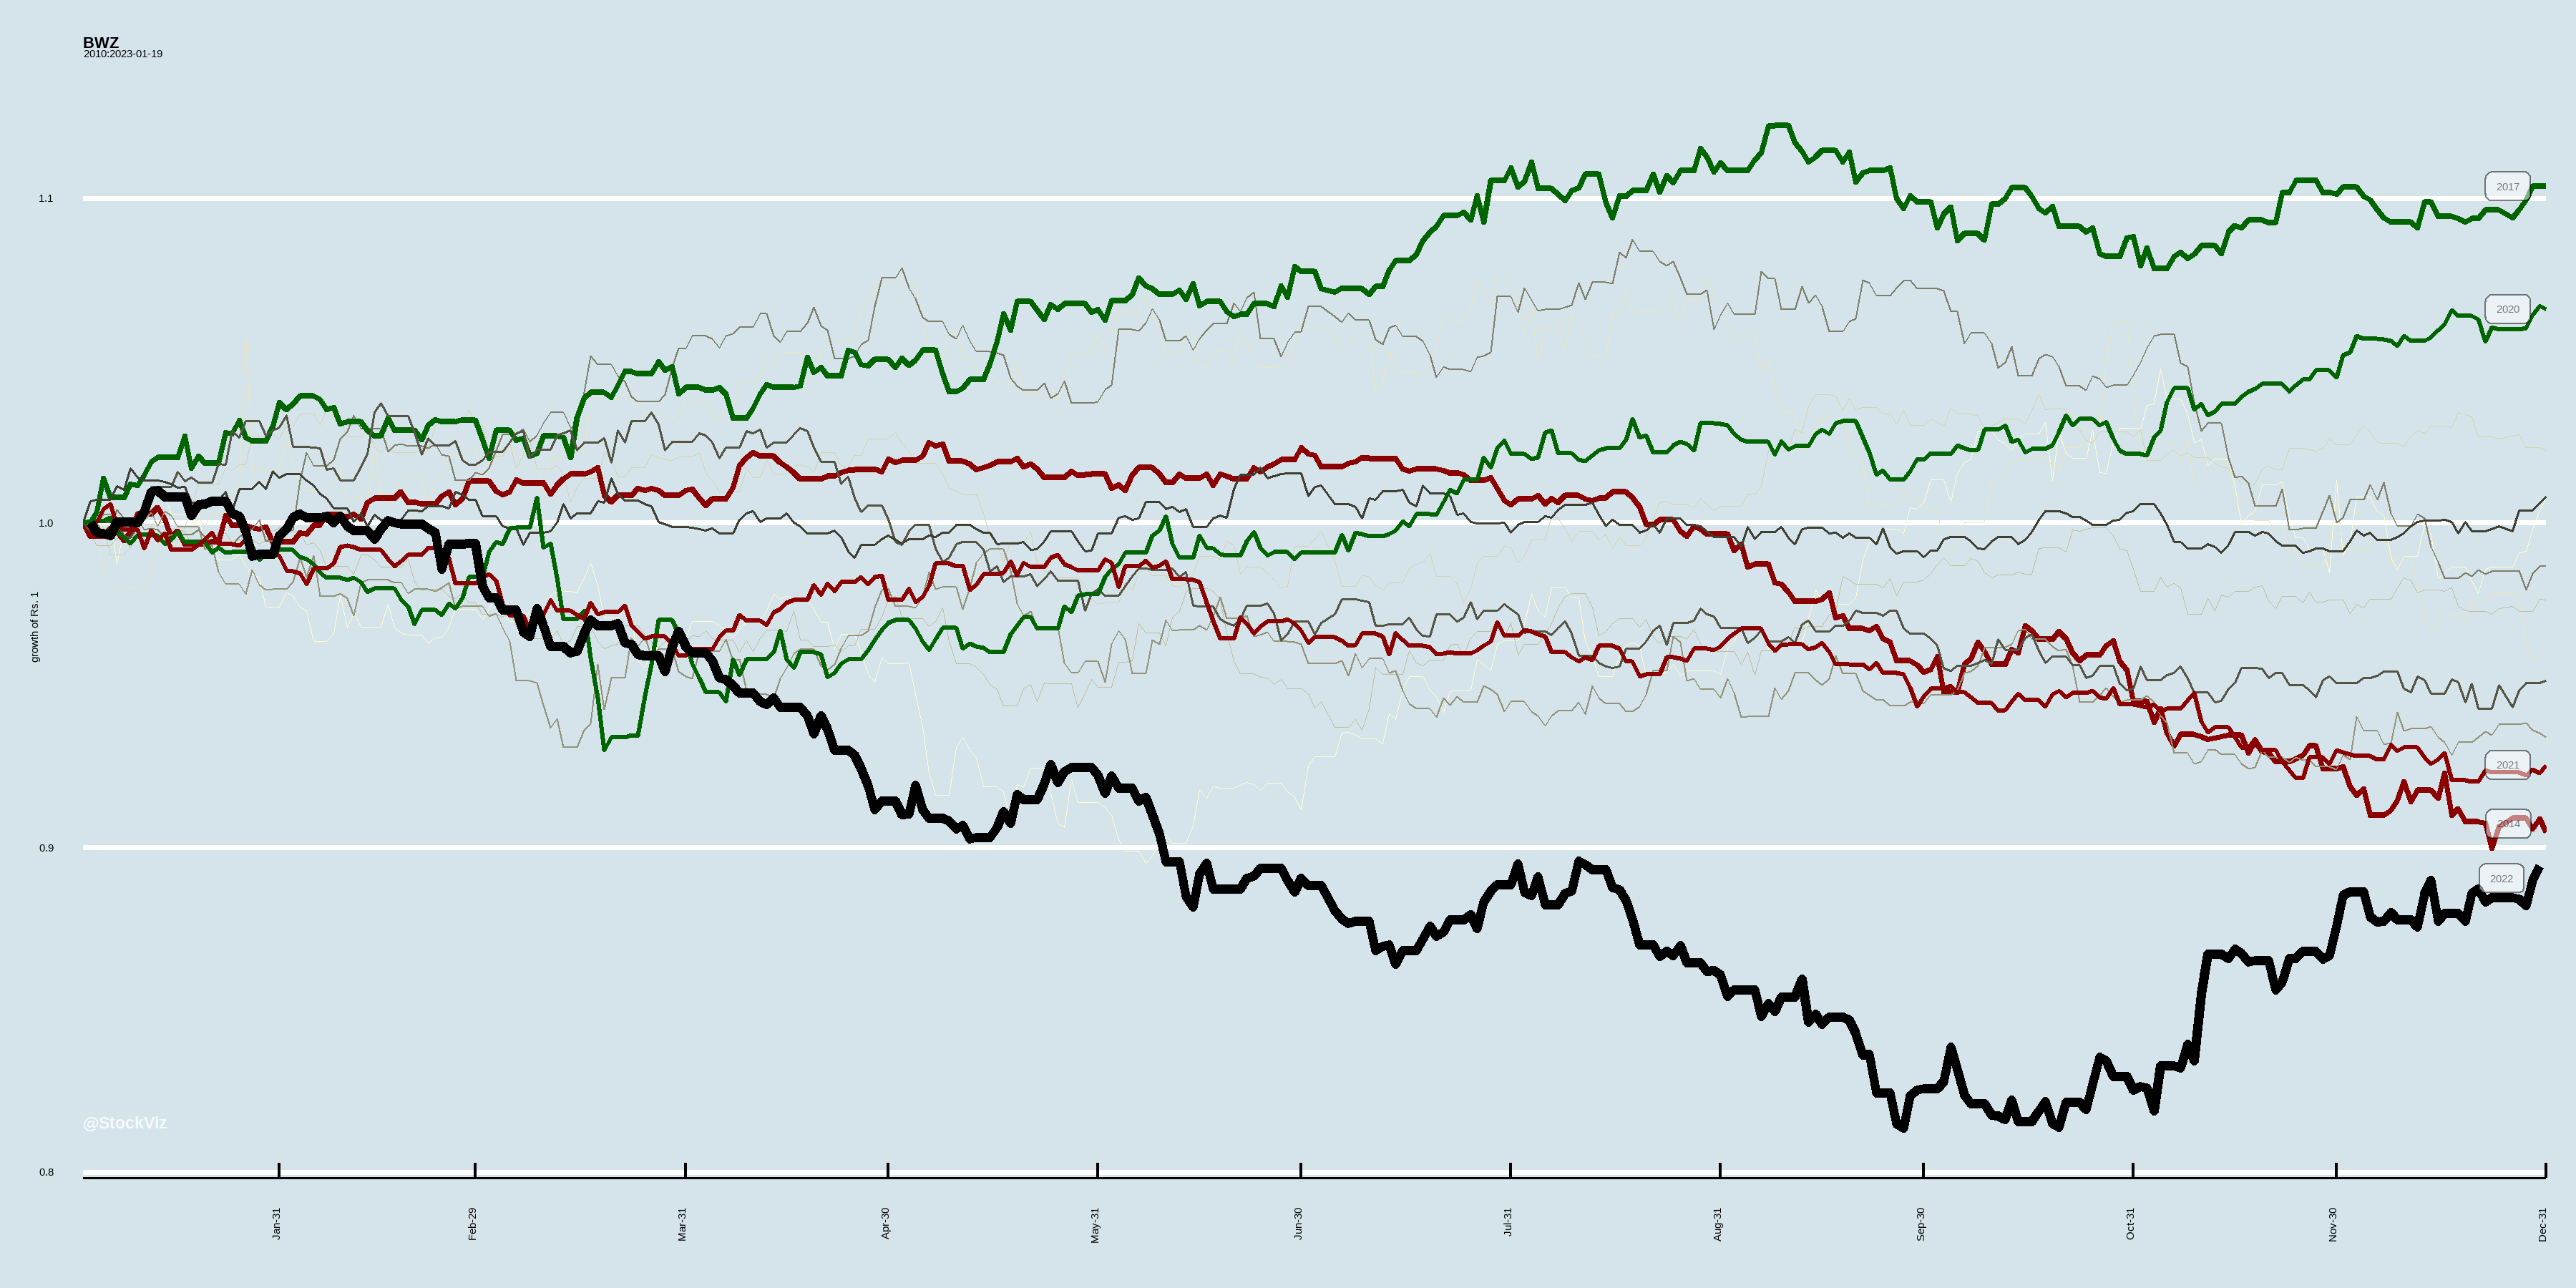 BWZ
2010:2023-01-19
1.1
1.0
0.9
0.8
growth of Rs. 1
2017
2020
2021
2014
2022
@StockViz
Jan-31
Feb-29
Mar-31
Apr-30
May-31
Jun-30
Jul-31
Aug-31
Sep-30
Oct-31
Nov-30
Dec-31